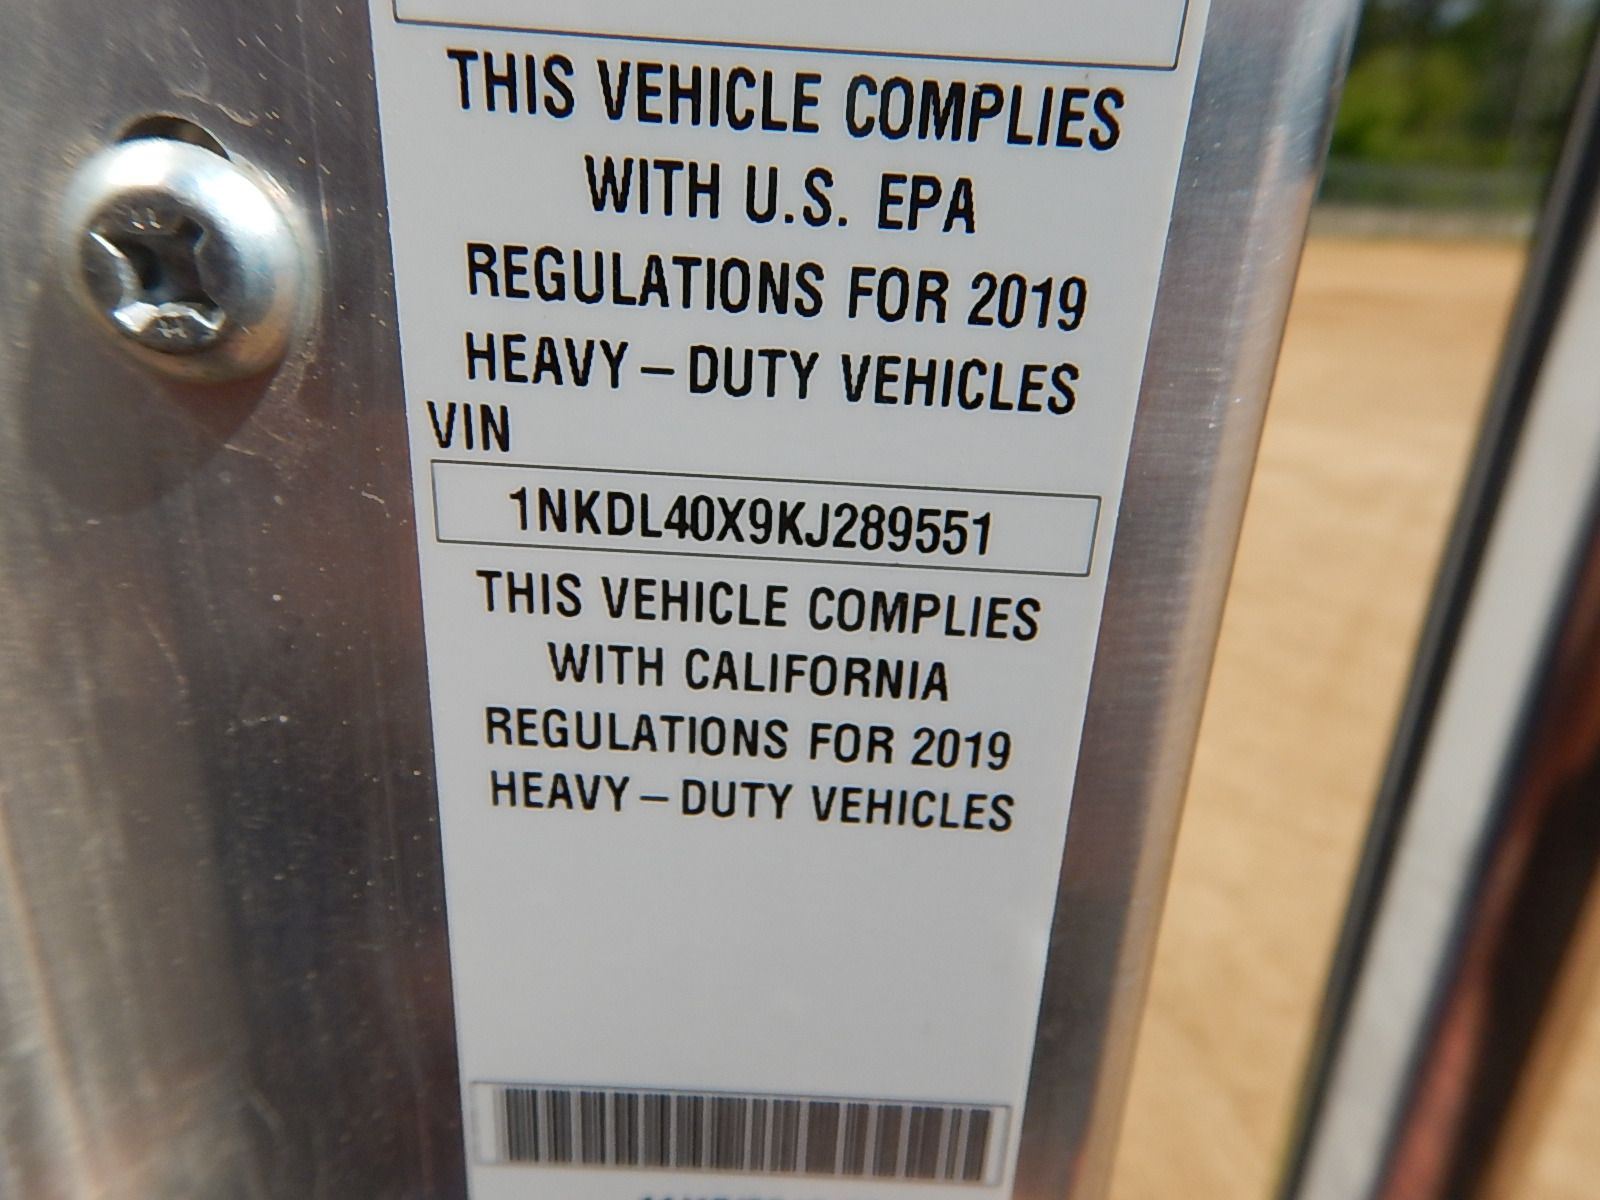 THIS VEHICLE COMPLIES
WITH U.S. EPA
REGULATIONS FOR 2019
HEAVY–DUTY VEHICLES
VIN
1NKDL40X9KJ289551
THIS VEHICLE COMPLIES
WITH CALIFORNIA
REGULATIONS FOR 2019
HEAVY–DUTY VEHICLES